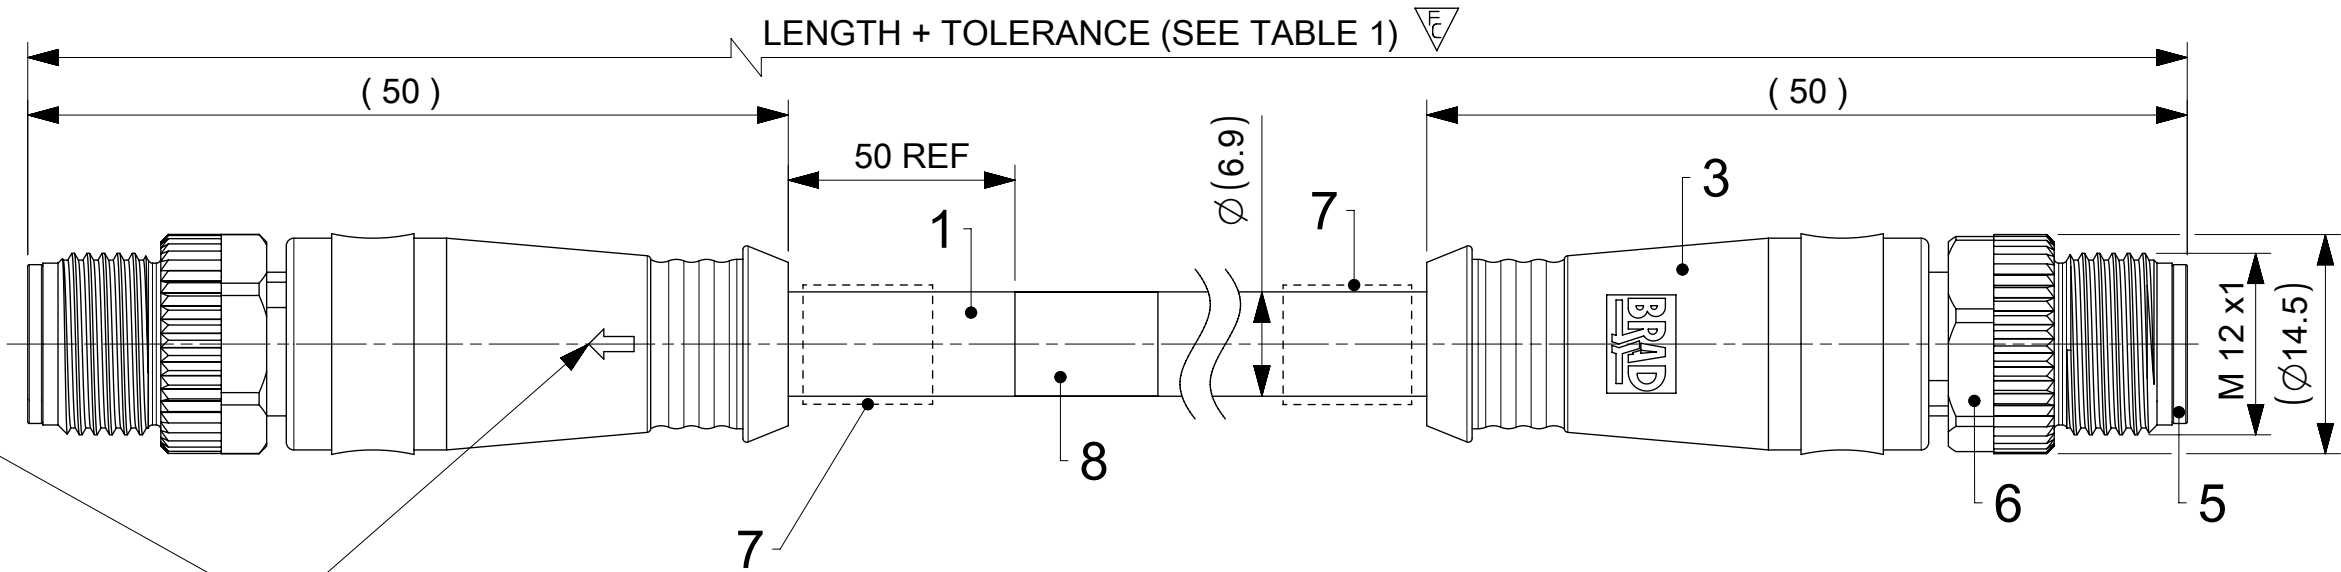 LENGTH + TOLERANCE (SEE TABLE 1) FC
( 50 )
( 50 )
50 REF
Ø (6.9)
7
3
1
BRAD
M 12 x1
(Ø14.5)
8
6
5
7